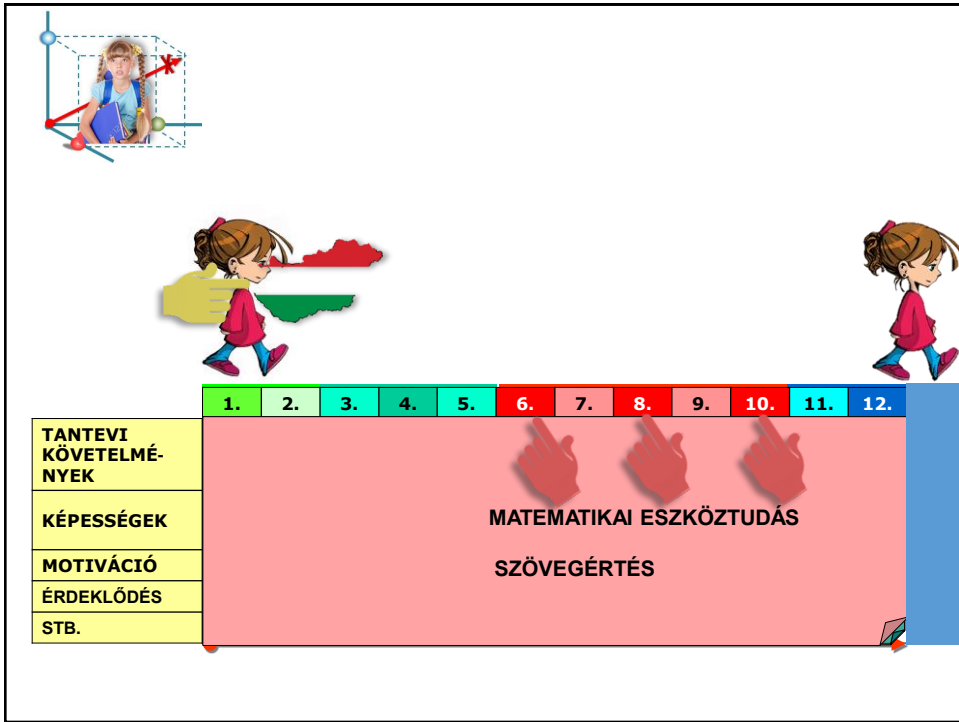 1. 2. 3. 4. 5. 6. 7. 8. 9. 10. 11. 12.
TANTEVI
KÖVETELMÉ-
NYEK
KÉPESSÉGEK
MATEMATIKAI ESZKÖZTUDÁS
MOTIVÁCIÓ
SZÖVEGÉRTÉS
ÉRDEKLŐDÉS
STB.